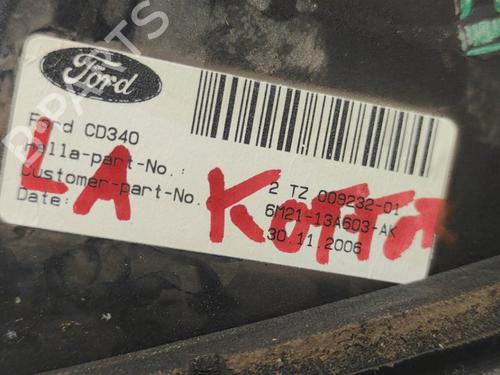 Ford
Ford CD340
hella-part-No.: 2 TZ 009232-01
Customer-part-No. 6M21-13A603-AK
Date: 30.11.2006
LA